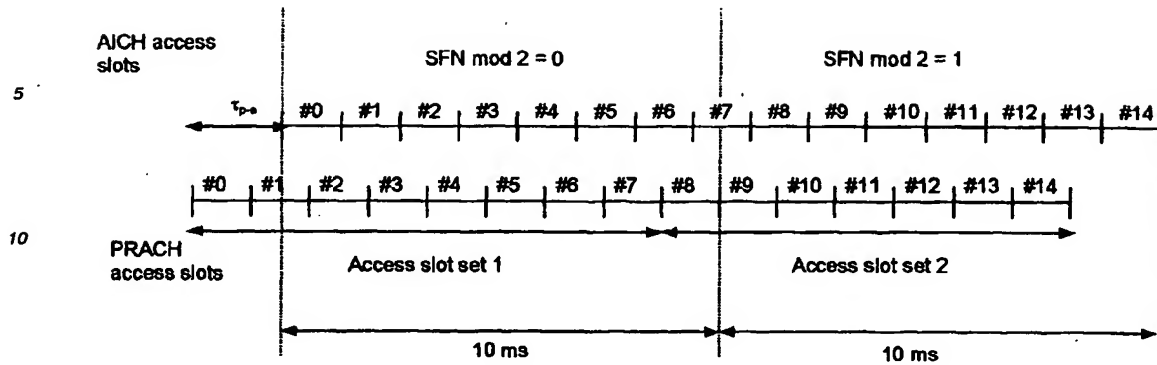 AICH access
slots
SFN mod 2 = 0
SFN mod 2 = 1
5
τp-a
#0 #1 #2 #3 #4 #5 #6 #7 #8 #9 #10 #11 #12 #13 #14
#0 #1 #2 #3 #4 #5 #6 #7 #8 #9 #10 #11 #12 #13 #14
10
PRACH
access slots
Access slot set 1
Access slot set 2
10 ms
10 ms